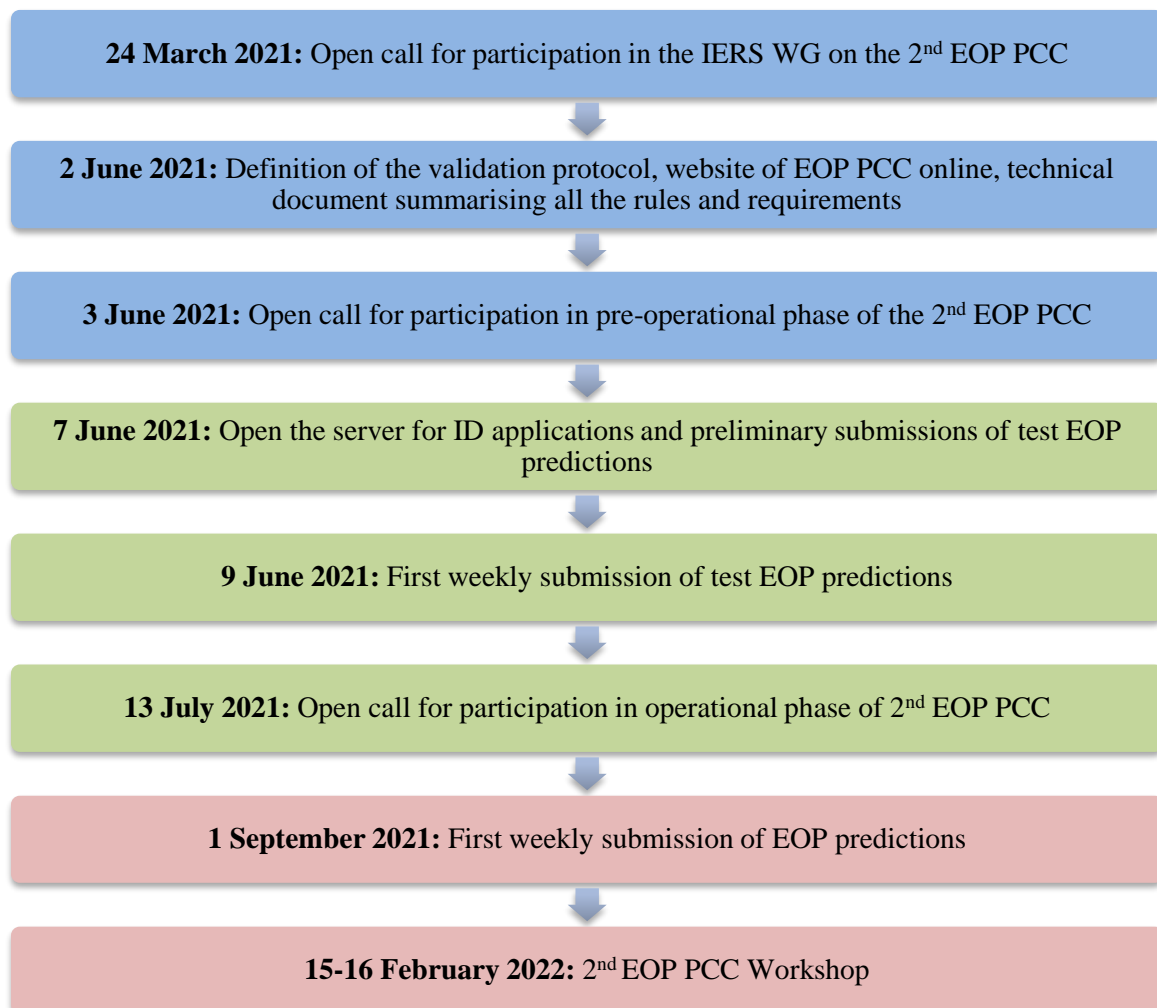 24 March 2021: Open call for participation in the IERS WG on the 2nd EOP PCC
2 June 2021: Definition of the validation protocol, website of EOP PCC online, technical
document summarising all the rules and requirements
3 June 2021: Open call for participation in pre-operational phase of the 2nd EOP PCC
7 June 2021: Open the server for ID applications and preliminary submissions of test EOP
predictions
9 June 2021: First weekly submission of test EOP predictions
13 July 2021: Open call for participation in operational phase of 2nd EOP PCC
1 September 2021: First weekly submission of EOP predictions
15-16 February 2022: 2nd EOP PCC Workshop